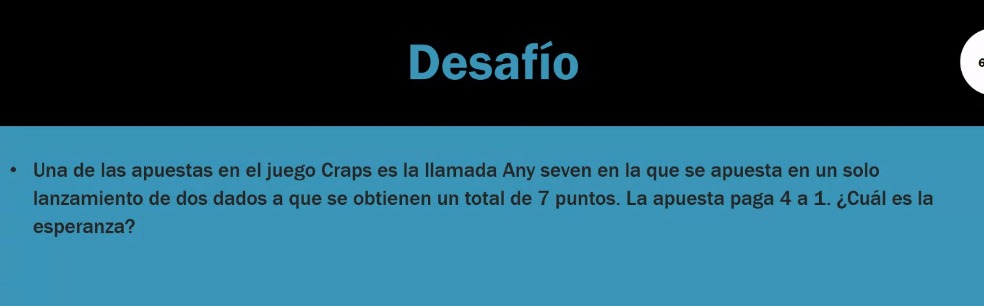 Desafío
6
• Una de las apuestas en el juego Craps es la llamada Any seven en la que se apuesta en un solo
lanzamiento de dos dados a que se obtienen un total de 7 puntos. La apuesta paga 4 a 1. ¿Cuál es la
esperanza?